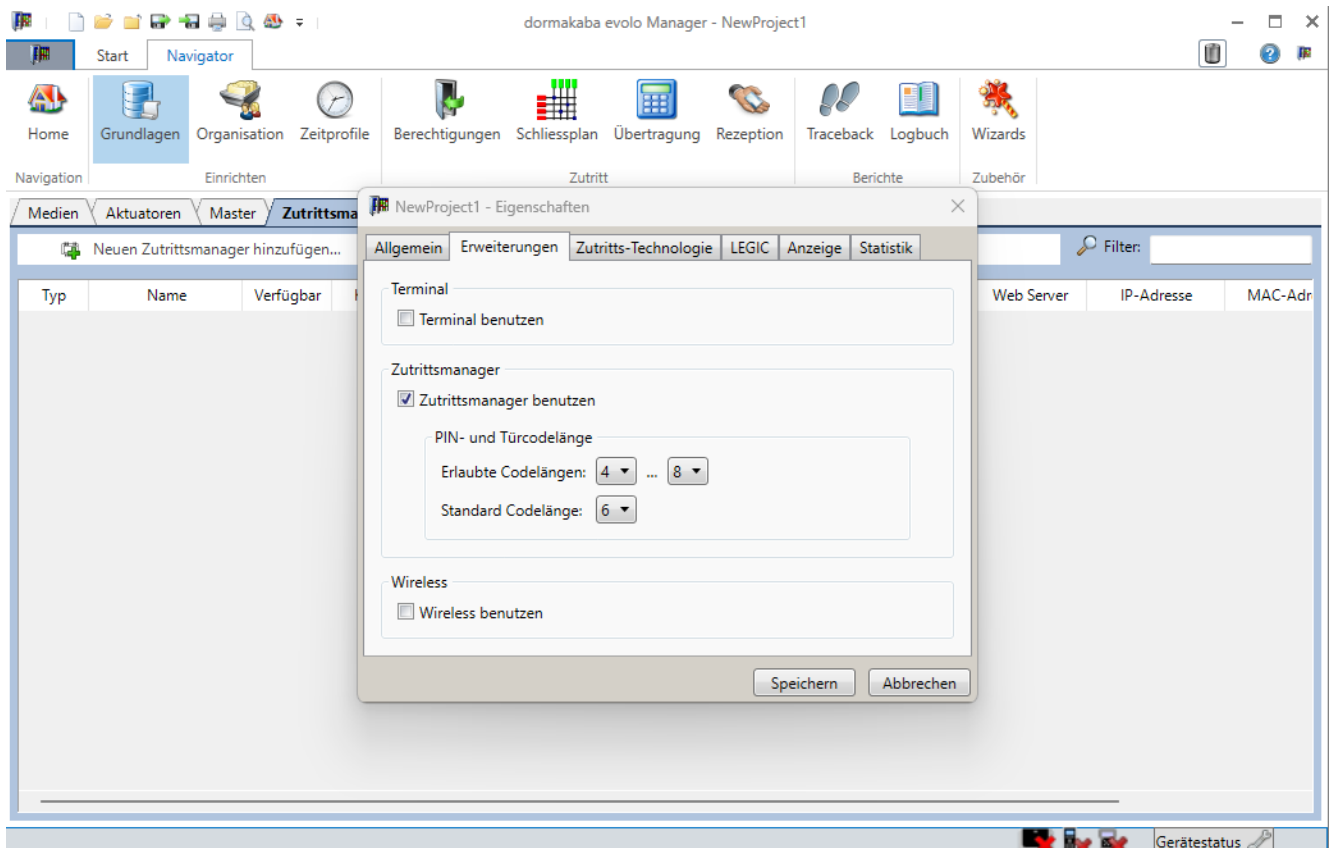 dormakaba evolo Manager - NewProject1
Start Navigator
Home Grundlagen Organisation Zeitprofile Berechtigungen Schliessplan Übertragung Rezeption Traceback Logbuch Wizards
Navigation Einrichten Zutritt Berichte Zubehör
Medien Aktuatoren Master Zutrittsma
NewProject1 - Eigenschaften
Neuen Zutrittsmanager hinzufügen...
Filter:
Allgemein Erweiterungen Zutritts-Technologie LEGIC Anzeige Statistik
Typ Name Verfügbar Web Server IP-Adresse MAC-Adr
Terminal
Terminal benutzen
Zutrittsmanager
Zutrittsmanager benutzen
PIN- und Türcodelänge
Erlaubte Codelängen: 4 ... 8
Standard Codelänge: 6
Wireless
Wireless benutzen
Speichern Abbrechen
Gerätestatus